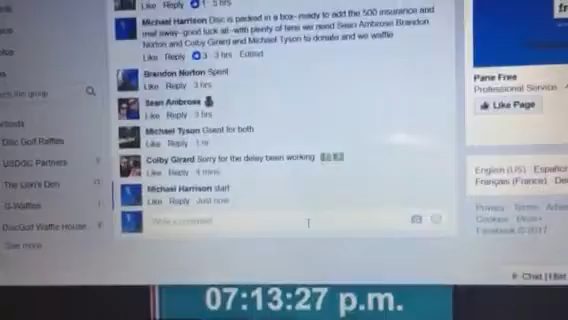 Like Reply 1 5 hrs
Michael Harrison Disc is packed in a box- ready to add the 500 insurance and
mail away-good luck all-with plenty of fans we need Sean Ambrose Brandon
Norton and Colby Girard and Michael Tyson to donate and we waffle
Like Reply 3 3 hrs Edited
Brandon Norton Spent
Like Reply 3 hrs
Sean Ambrose
Like Reply 3 hrs
Michael Tyson Guest for both
Like Reply 1 hr
Colby Girard Sorry for the delay been working
Like Reply 4 mins
Michael Harrison start
Like Reply Just now
Write a comment
this group
Disc Golf Raffles
USDGC Partners
The Lion's Den
G-Waffles
DiscGolf Waffle House
See more
Pane Free
Professional Service
Like Page
English (US) Español
Français (France)
Privacy Terms
Cookies More
Facebook © 2017
Chat
07:13:27 p.m.